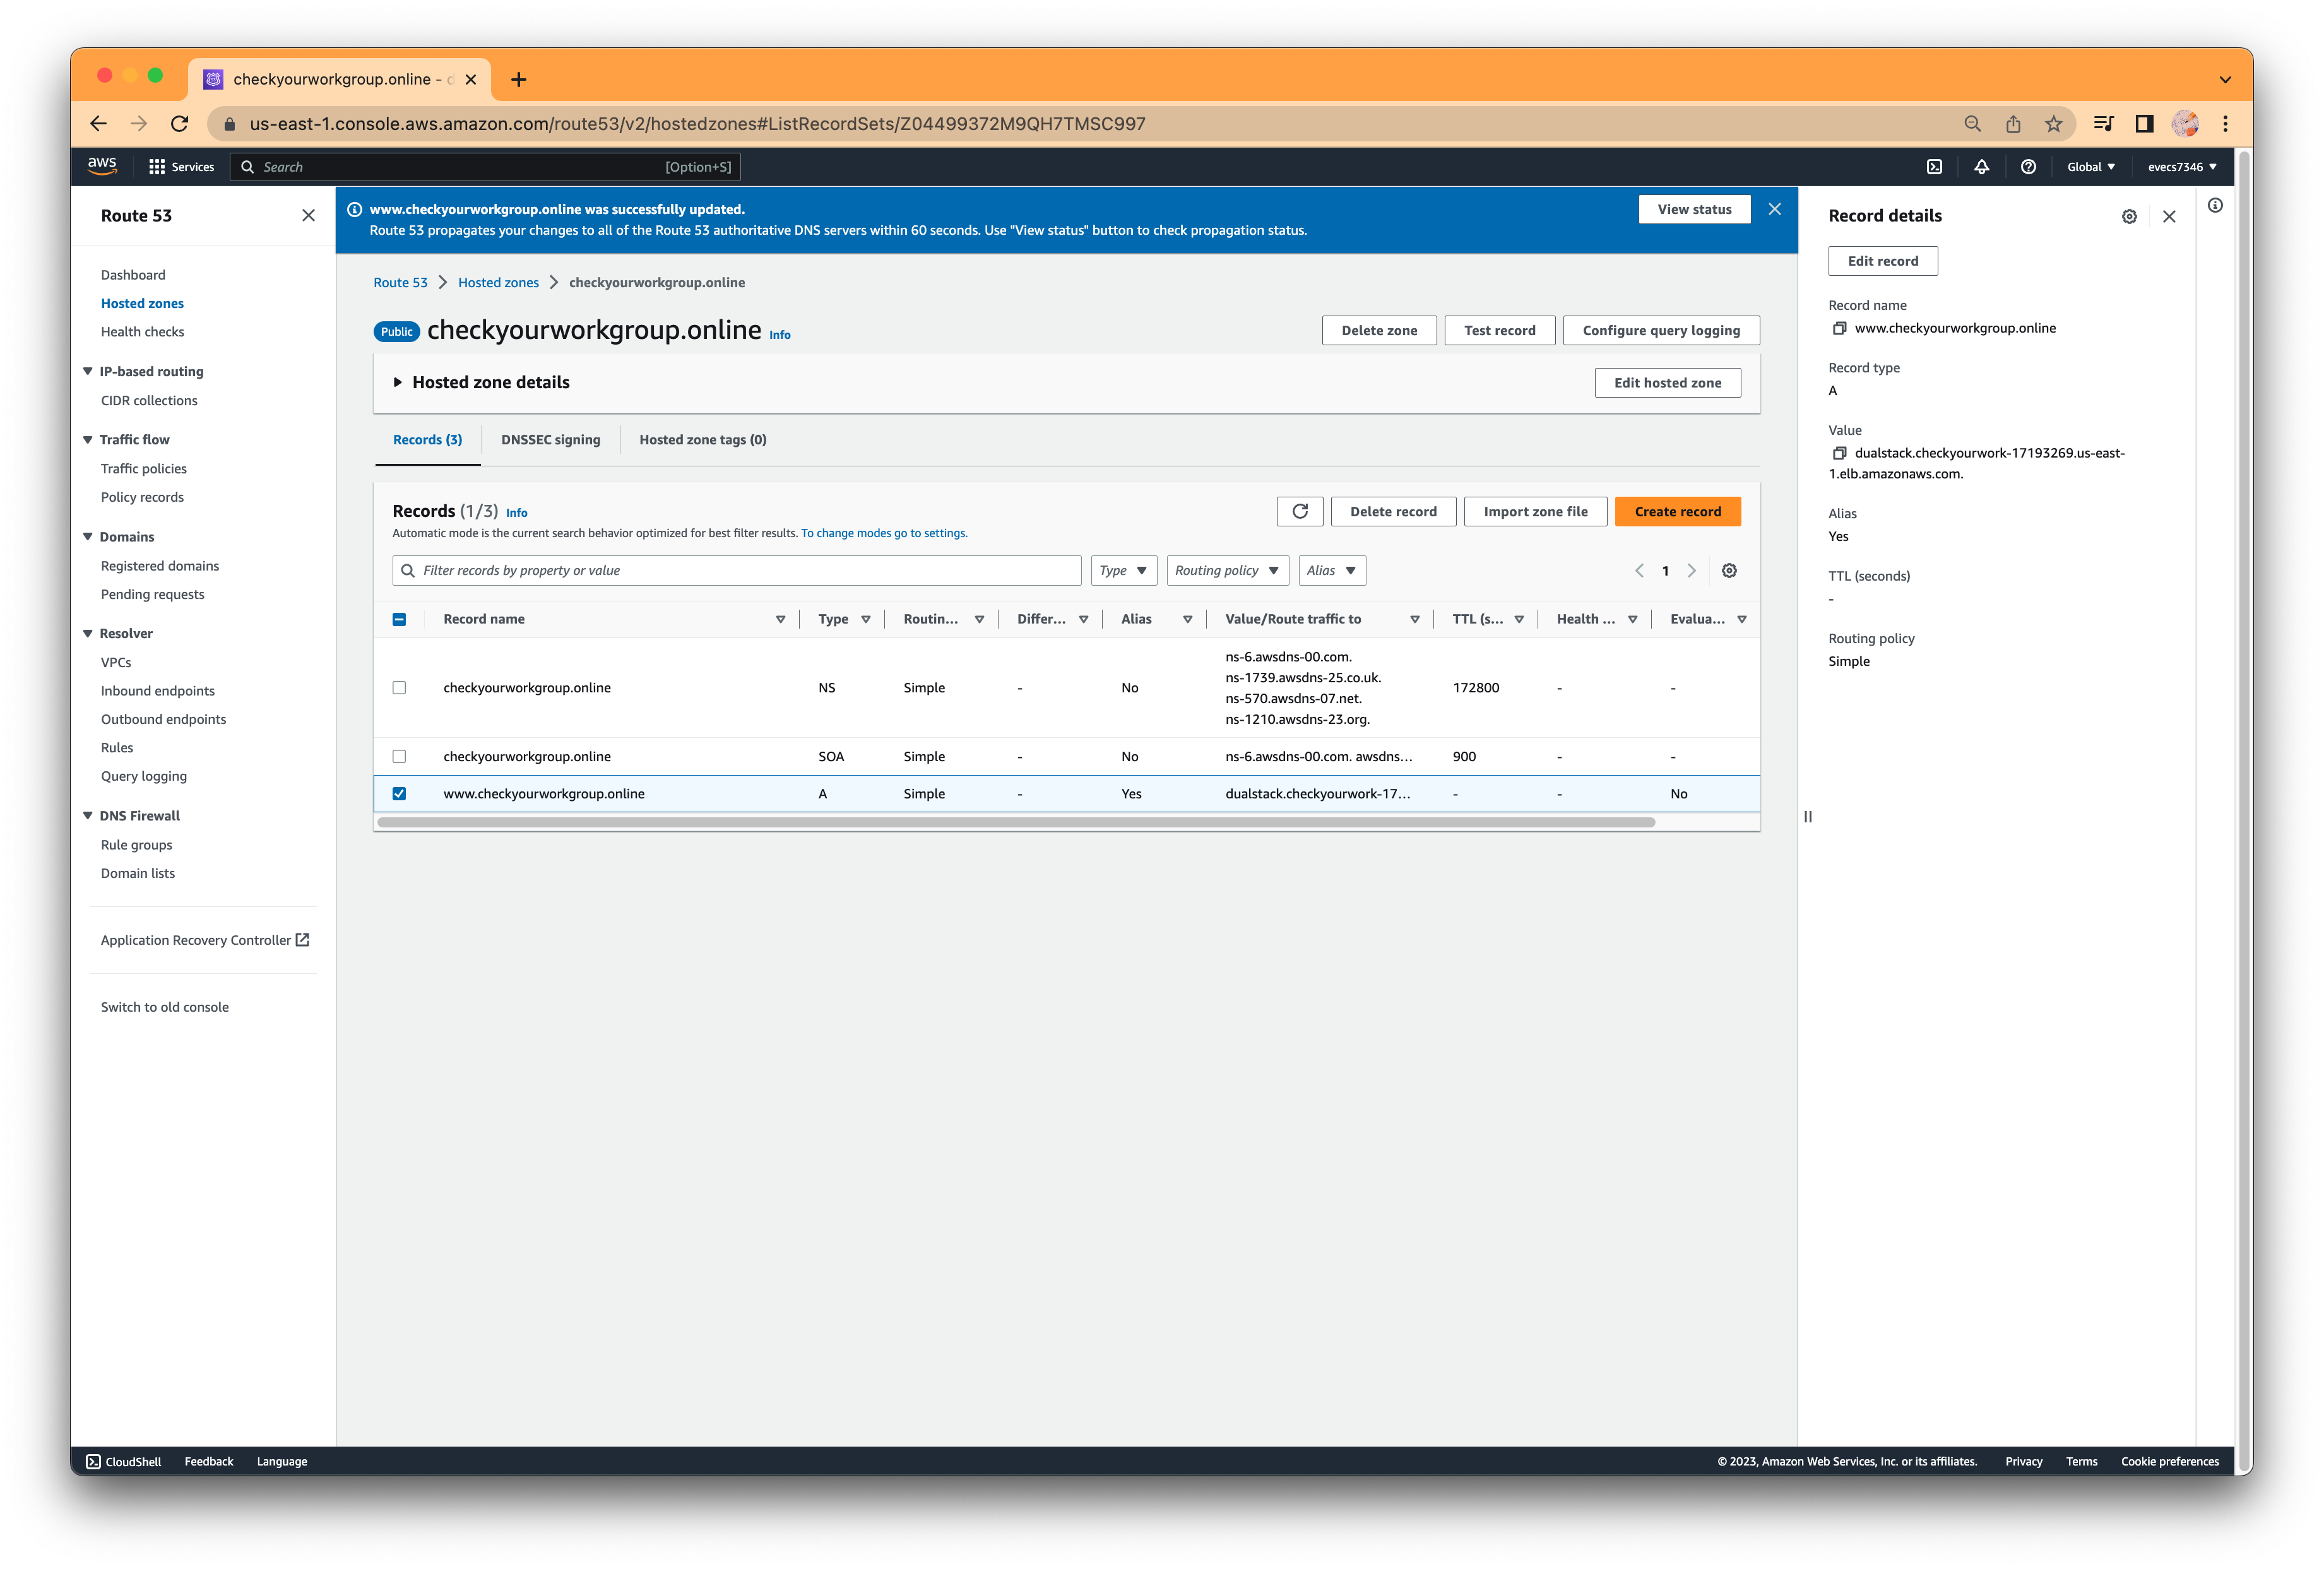 checkyourworkgroup.online - d
us-east-1.console.aws.amazon.com/route53/v2/hostedzones#ListRecordSets/Z04499372M9QH7TMSC997
aws
Services
Search
[Option+S]
Global
evecs7346
Route 53
Dashboard
Hosted zones
Health checks
IP-based routing
CIDR collections
Traffic flow
Traffic policies
Policy records
Domains
Registered domains
Pending requests
Resolver
VPCs
Inbound endpoints
Outbound endpoints
Rules
Query logging
DNS Firewall
Rule groups
Domain lists
Application Recovery Controller
Switch to old console
www.checkyourworkgroup.online was successfully updated.
Route 53 propagates your changes to all of the Route 53 authoritative DNS servers within 60 seconds. Use "View status" button to check propagation status.
View status
Route 53 > Hosted zones > checkyourworkgroup.online
Public checkyourworkgroup.online Info
Delete zone
Test record
Configure query logging
Hosted zone details
Edit hosted zone
Records (3)
DNSSEC signing
Hosted zone tags (0)
Records (1/3) Info
Automatic mode is the current search behavior optimized for best filter results. To change modes go to settings.
Delete record
Import zone file
Create record
Filter records by property or value
Type
Routing policy
Alias
1
Record name Type Routin... Differ... Alias Value/Route traffic to TTL (s... Health ... Evalua...
checkyourworkgroup.online NS Simple - No
ns-6.awsdns-00.com.
ns-1739.awsdns-25.co.uk.
ns-570.awsdns-07.net.
ns-1210.awsdns-23.org.
172800 - -
checkyourworkgroup.online SOA Simple - No ns-6.awsdns-00.com. awsdns... 900 - -
www.checkyourworkgroup.online A Simple - Yes dualstack.checkyourwork-17... - - No
Record details
Edit record
Record name
www.checkyourworkgroup.online
Record type
A
Value
dualstack.checkyourwork-17193269.us-east-
1.elb.amazonaws.com.
Alias
Yes
TTL (seconds)
-
Routing policy
Simple
CloudShell
Feedback
Language
© 2023, Amazon Web Services, Inc. or its affiliates.
Privacy
Terms
Cookie preferences